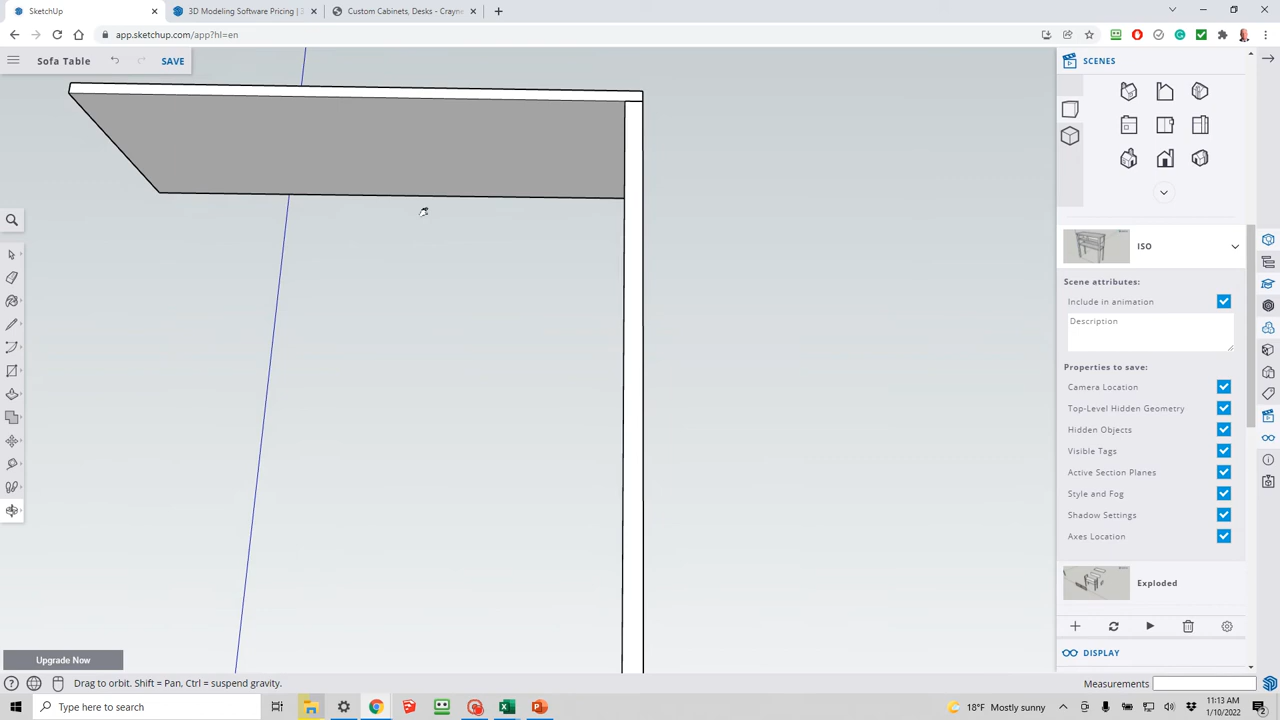 SketchUp
3D Modeling Software Pricing | 3
Custom Cabinets, Desks - Crayne
app.sketchup.com/app?hl=en
Sofa Table
SAVE
SCENES
ISO
Scene attributes:
Include in animation
Description
Properties to save:
Camera Location
Top-Level Hidden Geometry
Hidden Objects
Visible Tags
Active Section Planes
Style and Fog
Shadow Settings
Axes Location
Exploded
DISPLAY
Upgrade Now
Drag to orbit. Shift = Pan, Ctrl = suspend gravity.
Measurements
Type here to search
18°F Mostly sunny
11:13 AM
1/10/2022